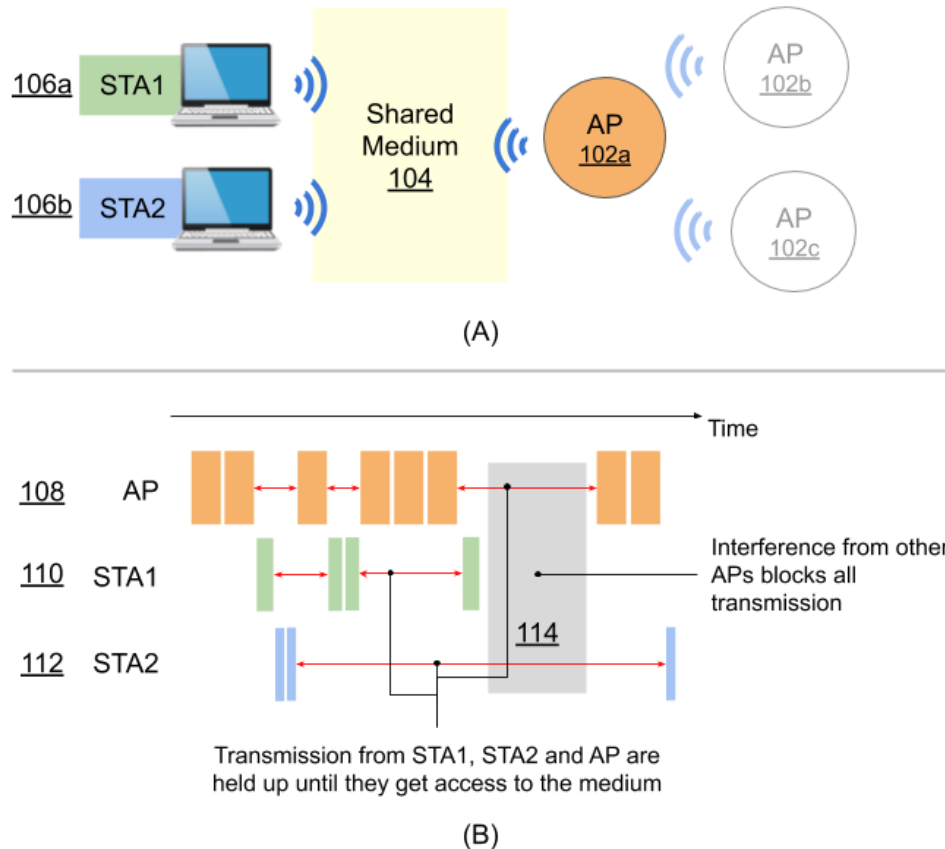 106a STA1
106b STA2
Shared
Medium
104
AP
102a
AP
102b
AP
102c
(A)
Time
108 AP
110 STA1
112 STA2
114
Interference from other
APs blocks all
transmission
Transmission from STA1, STA2 and AP are
held up until they get access to the medium
(B)